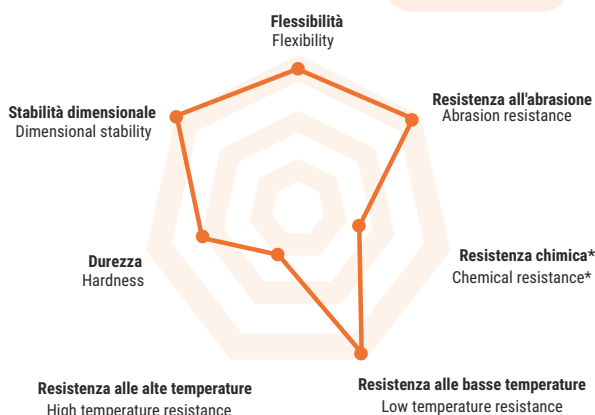 Flessibilità
Flexibility
Resistenza all'abrasione
Abrasion resistance
Stabilità dimensionale
Dimensional stability
Resistenza chimica*
Chemical resistance*
Durezza
Hardness
Resistenza alle basse temperature
Low temperature resistance
Resistenza alle alte temperature
High temperature resistance